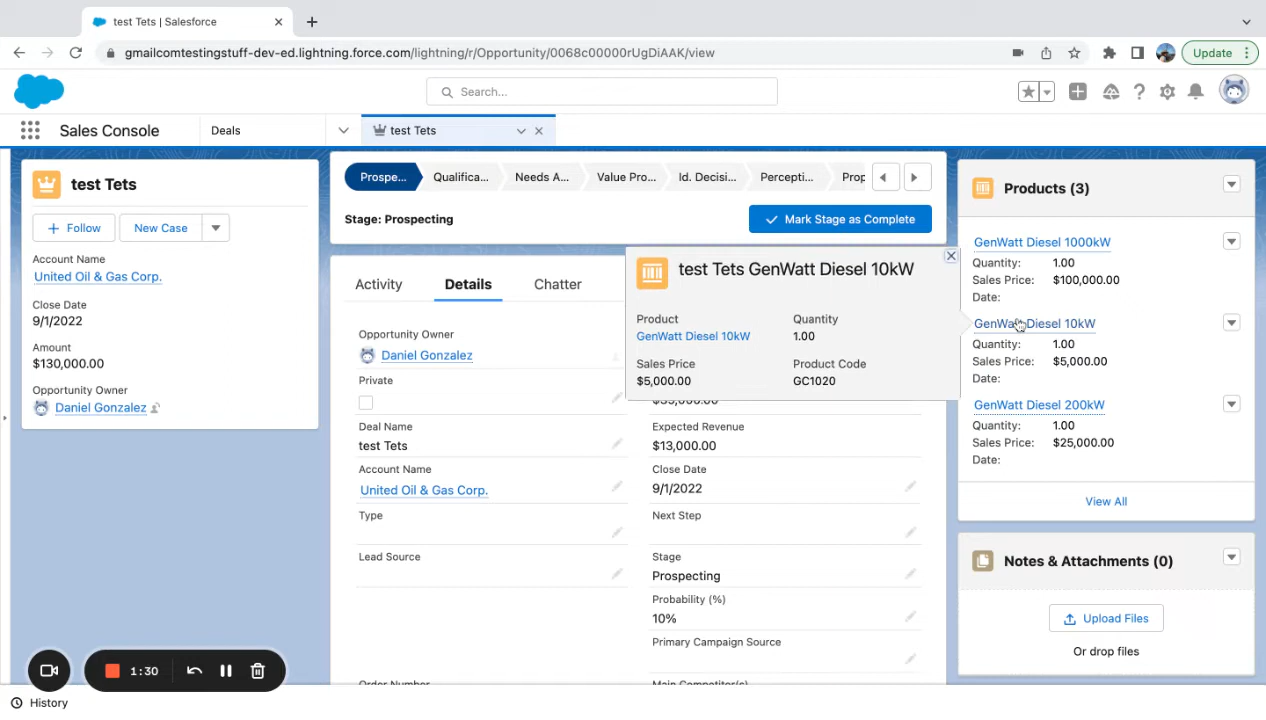 test Tets | Salesforce
gmailcomtestingstuff-dev-ed.lightning.force.com/lightning/r/Opportunity/0068c00000rUgDiAAK/view
Update
Search...
Sales Console
Deals
test Tets
test Tets
Follow
New Case
Account Name
United Oil & Gas Corp.
Close Date
9/1/2022
Amount
$130,000.00
Opportunity Owner
Daniel Gonzalez
Prospe...
Qualifica...
Needs A...
Value Pro...
Id. Decisi...
Percepti...
Prop
Stage: Prospecting
Mark Stage as Complete
Activity
Details
Chatter
Opportunity Owner
Daniel Gonzalez
Private
Deal Name
test Tets
Account Name
United Oil & Gas Corp.
Type
Lead Source
Order Number
Expected Revenue
$13,000.00
Close Date
9/1/2022
Next Step
Stage
Prospecting
Probability (%)
10%
Primary Campaign Source
Main Competitor(s)
test Tets GenWatt Diesel 10kW
Product
GenWatt Diesel 10kW
Quantity
1.00
Sales Price
$5,000.00
Product Code
GC1020
Products (3)
GenWatt Diesel 1000kW
Quantity: 1.00
Sales Price: $100,000.00
Date:
GenWatt Diesel 10kW
Quantity: 1.00
Sales Price: $5,000.00
Date:
GenWatt Diesel 200kW
Quantity: 1.00
Sales Price: $25,000.00
Date:
View All
Notes & Attachments (0)
Upload Files
Or drop files
1:30
History